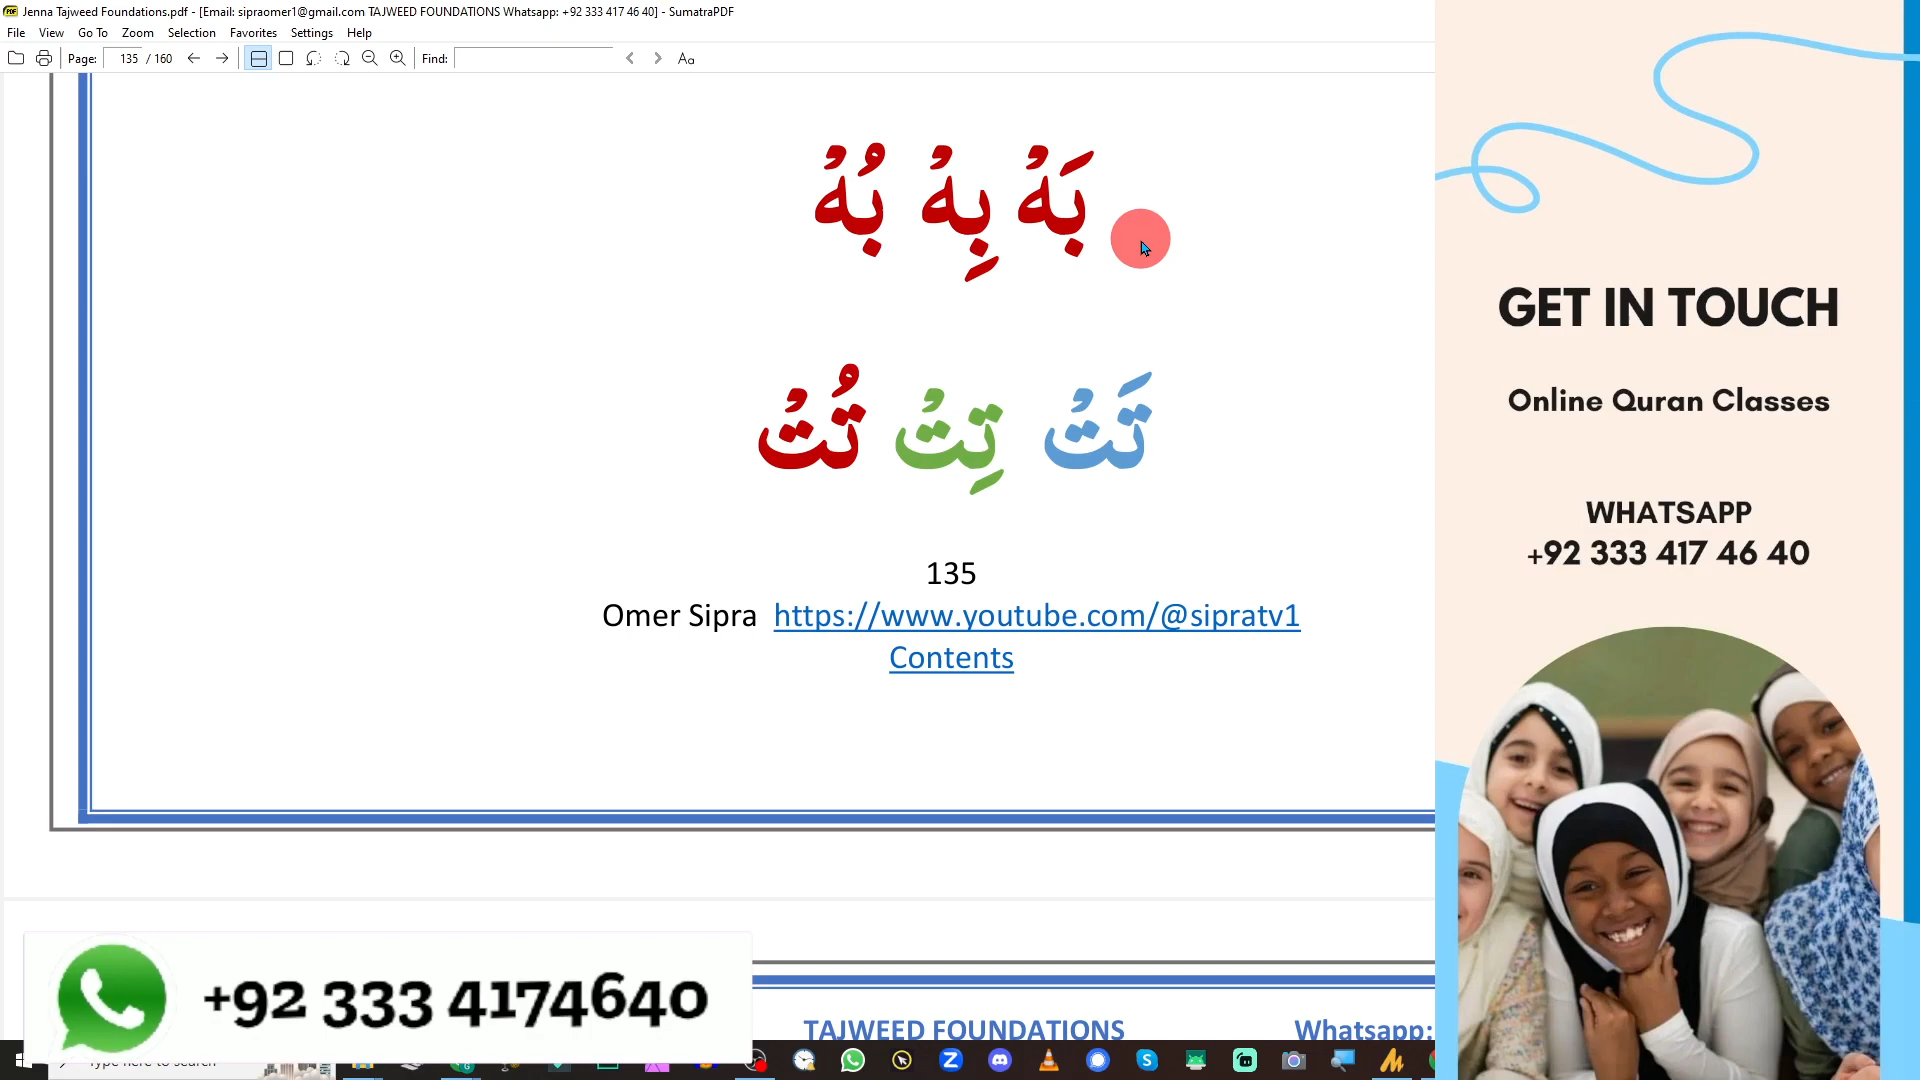 Jenna Tajweed Foundations.pdf - [Email: sipraomer1@gmail.com TAJWEED FOUNDATIONS Whatsapp: +92 333 417 46 40] - SumatraPDF
File View Go To Zoom Selection Favorites Settings Help
Page: 135 / 160 Find: Aa
بَهْ بِهْ بُهْ
تَتْ تِتْ تُتْ
135
Omer Sipra https://www.youtube.com/@sipratv1
Contents
TAJWEED FOUNDATIONS Whatsapp:
+92 333 4174640
GET IN TOUCH
Online Quran Classes
WHATSAPP
+92 333 417 46 40